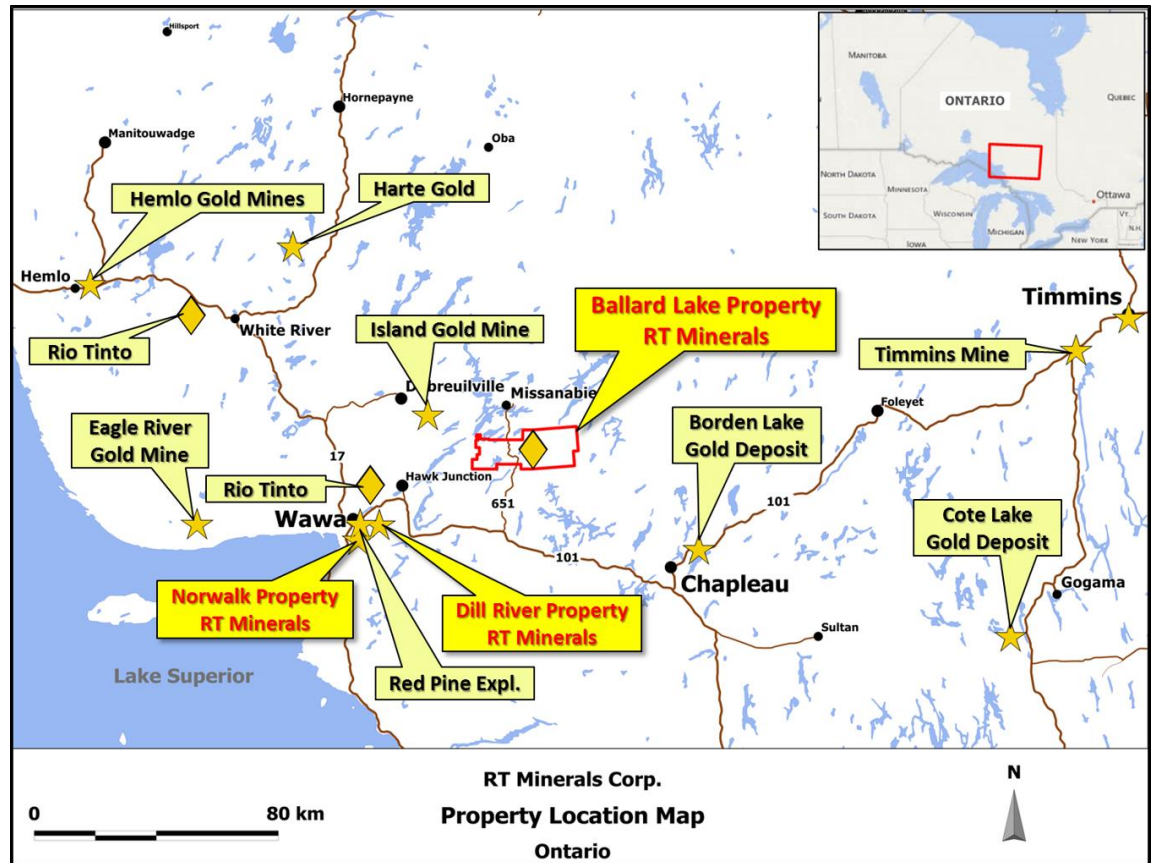 Hillsport
Hornepayne
Manitouwadge
Oba
Hemlo Gold Mines
Harte Gold
Hemlo
White River
Rio Tinto
Island Gold Mine
Ballard Lake Property
RT Minerals
Dubreuilville
Missanabie
Timmins
Timmins Mine
Foleyet
Eagle River
Gold Mine
17
Rio Tinto
Hawk Junction
651
Borden Lake
Gold Deposit
101
Wawa
101
Cote Lake
Gold Deposit
Chapleau
Gogama
Norwalk Property
RT Minerals
Dill River Property
RT Minerals
Sultan
Red Pine Expl.
Lake Superior
MANITOBA
ONTARIO
QUEBEC
NORTH DAKOTA
MINNESOTA
Ottawa
SOUTH DAKOTA
WISCONSIN
MICHIGAN
VT.
N.H.
IOWA
NEW YORK
RT Minerals Corp.
0
80 km
Property Location Map
N
Ontario